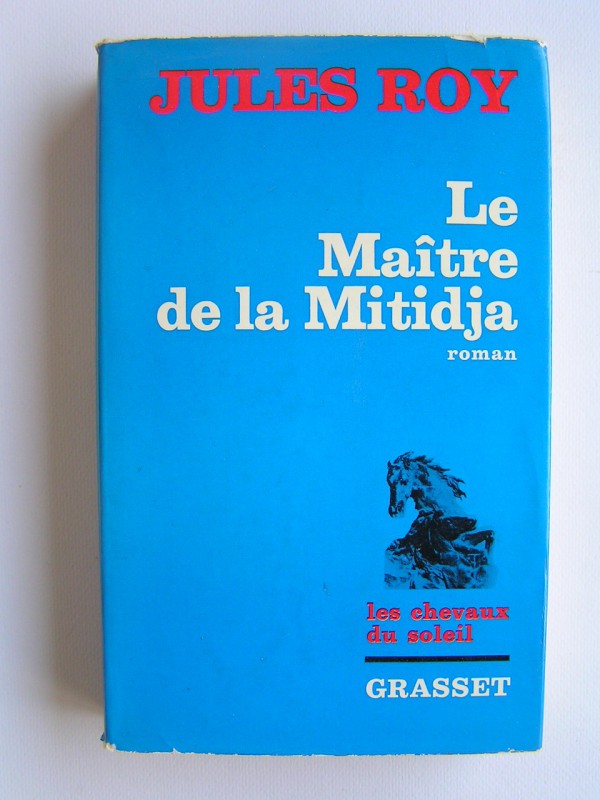 JULES ROY
Le
Maître
de la Mitidja
roman
les chevaux
du soleil
GRASSET